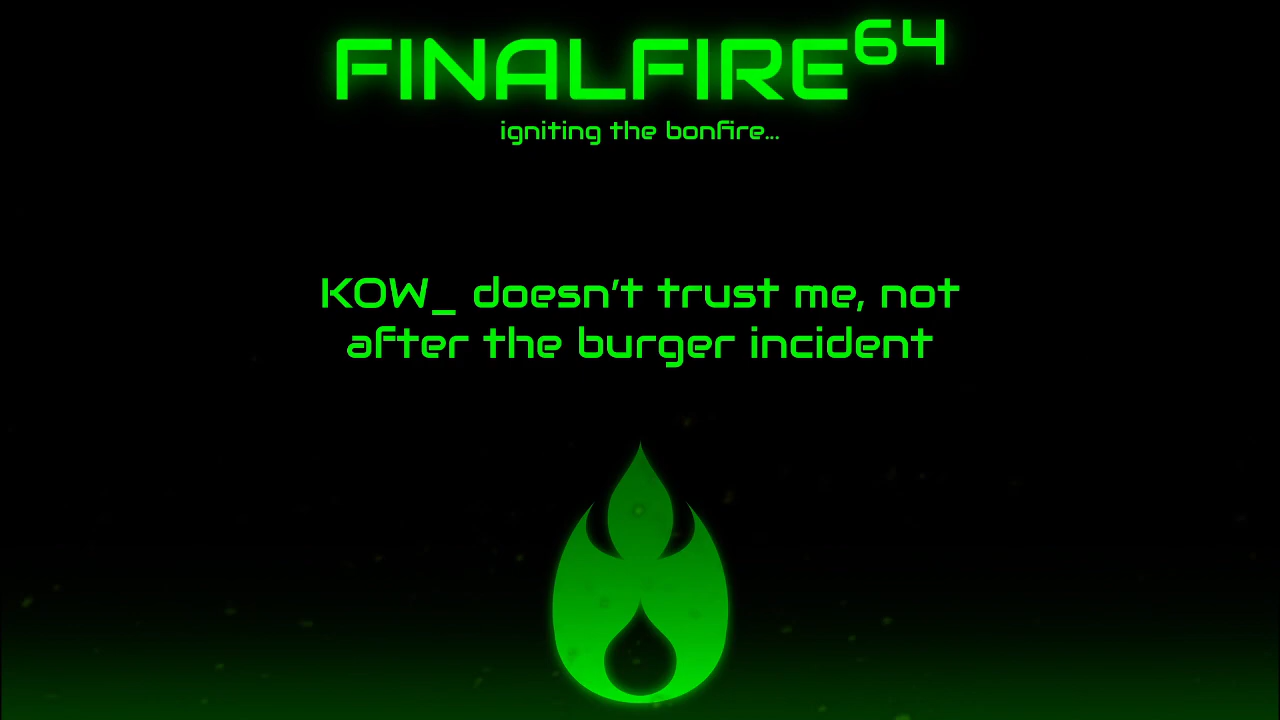 FINALFIRE64
igniting the bonfire...
KOW_ doesn't trust me, not
after the burger incident